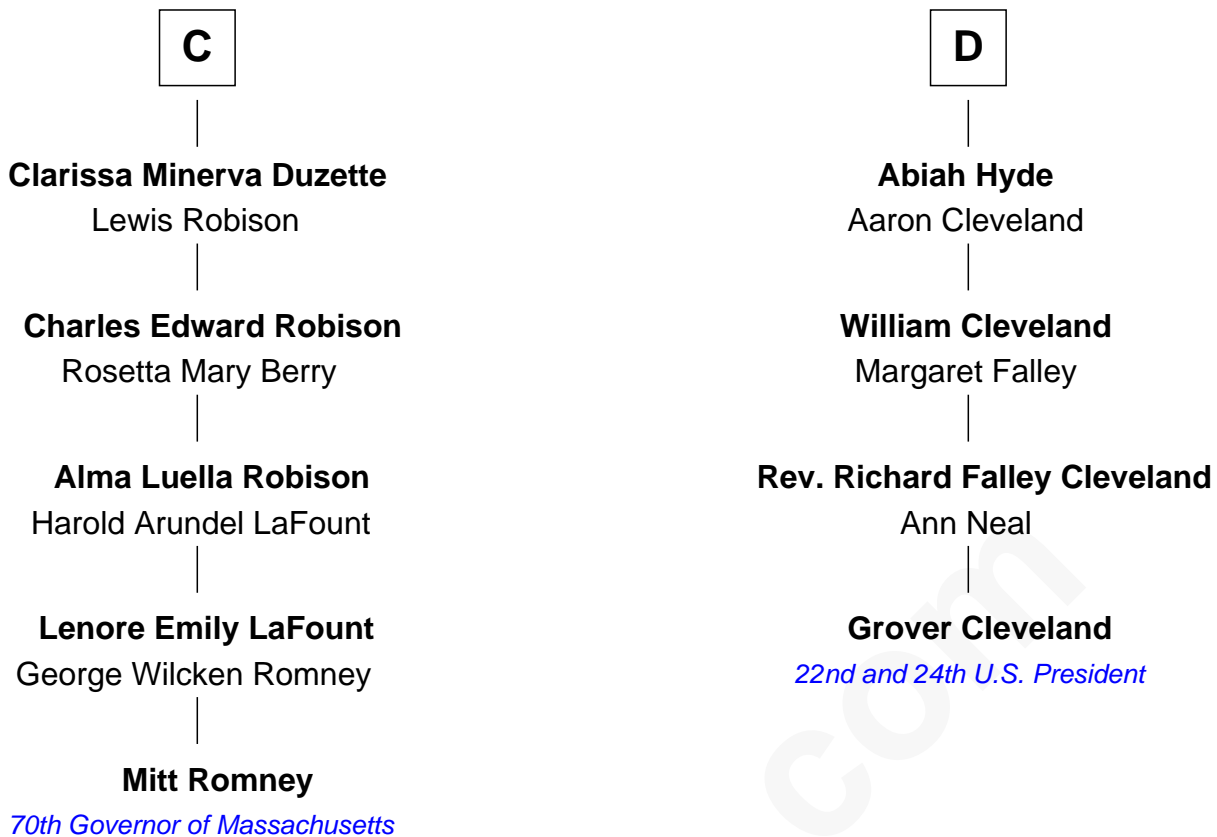 C
Clarissa Minerva Duzette
Lewis Robison
Charles Edward Robison
Rosetta Mary Berry
Alma Luella Robison
Harold Arundel LaFount
Lenore Emily LaFount
George Wilcken Romney
Mitt Romney
70th Governor of Massachusetts
D
Abiah Hyde
Aaron Cleveland
William Cleveland
Margaret Falley
Rev. Richard Falley Cleveland
Ann Neal
Grover Cleveland
22nd and 24th U.S. President
com